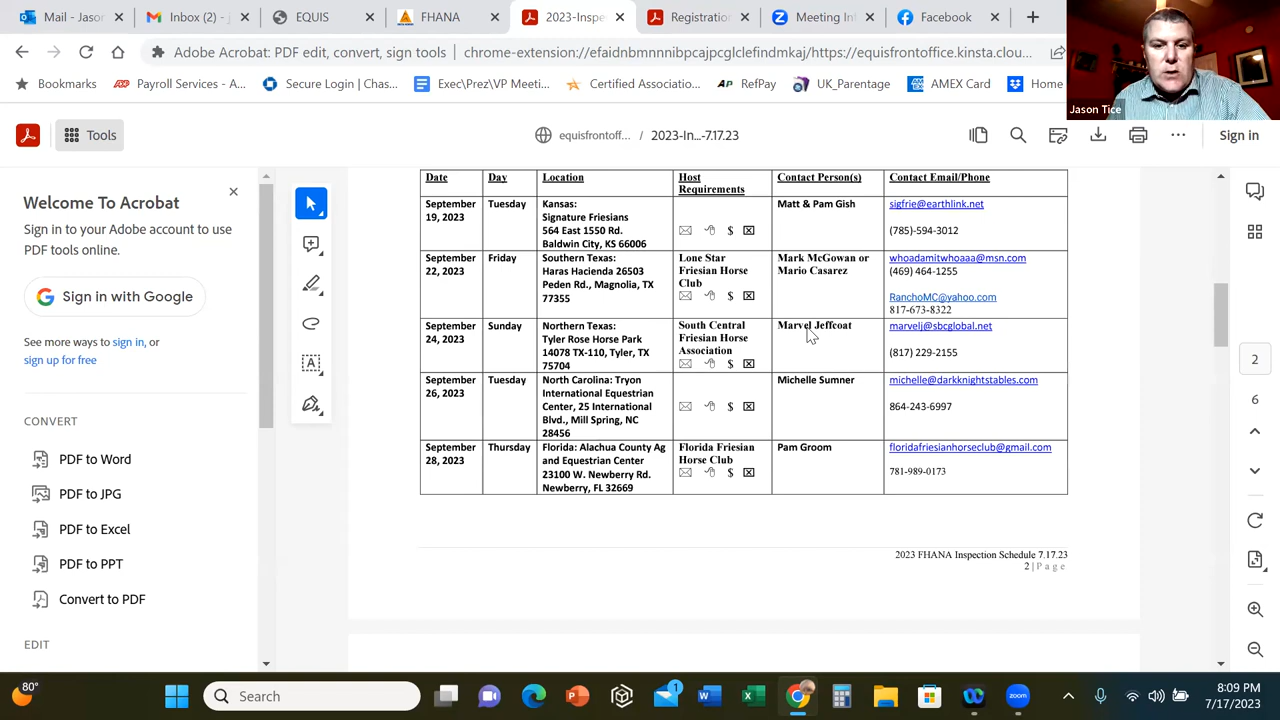 Mail - Jason
Inbox (2) - j
EQUIS
FHANA
2023-Inspe
Registration
Meeting
Facebook
Adobe Acrobat: PDF edit, convert, sign tools | chrome-extension://efaidnbmnnnibpcajpcglclefindmkaj/https://equisfrontoffice.kinsta.clou...
Bookmarks
Payroll Services - A...
Secure Login | Chas...
Exec/Prez/VP Meeti...
Certified Associatio...
RefPay
UK_Parentage
AMEX Card
Home
Jason Tice
Tools
equisfrontoff...
/
2023-In...-7.17.23
Sign in
Welcome To Acrobat
Sign in to your Adobe account to use
PDF tools online.
Sign in with Google
See more ways to sign in, or
sign up for free
CONVERT
PDF to Word
PDF to JPG
PDF to Excel
PDF to PPT
Convert to PDF
EDIT
Date
Day
Location
Host
Requirements
Contact Person(s)
Contact Email/Phone
September
19, 2023
Tuesday
Kansas:
Signature Friesians
564 East 1550 Rd.
Baldwin City, KS 66006
$
Matt & Pam Gish
sigfrie@earthlink.net
(785)-594-3012
September
22, 2023
Friday
Southern Texas:
Haras Hacienda 26503
Peden Rd., Magnolia, TX
77355
Lone Star
Friesian Horse
Club
$
Mark McGowan or
Mario Casarez
whoadamitwhoaaa@msn.com
(469) 464-1255
RanchoMC@yahoo.com
817-673-8322
September
24, 2023
Sunday
Northern Texas:
Tyler Rose Horse Park
14078 TX-110, Tyler, TX
75704
South Central
Friesian Horse
Association
$
Marvel Jeffcoat
marvelj@sbcglobal.net
(817) 229-2155
September
26, 2023
Tuesday
North Carolina: Tryon
International Equestrian
Center, 25 International
Blvd., Mill Spring, NC
28456
$
Michelle Sumner
michelle@darkknightstables.com
864-243-6997
September
28, 2023
Thursday
Florida: Alachua County Ag
and Equestrian Center
23100 W. Newberry Rd.
Newberry, FL 32669
Florida Friesian
Horse Club
$
Pam Groom
floridafriesianhorseclub@gmail.com
781-989-0173
2023 FHANA Inspection Schedule 7.17.23
2 | Page
2
6
80°
Search
8:09 PM
7/17/2023